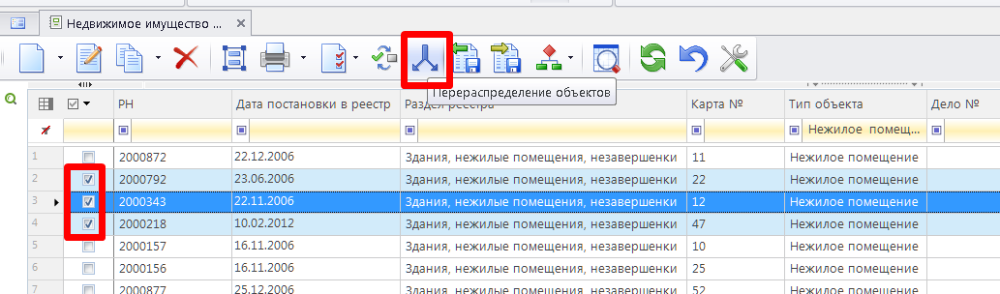 Недвижимое имущество ...
Перераспределение объектов
РН Дата постановки в реестр Раздел реестра Карта № Тип объекта Дело №
Нежилое помещ...
1 2000872 22.12.2006 Здания, нежилые помещения, незавершенки 11 Нежилое помещение
2 2000792 23.06.2006 Здания, нежилые помещения, незавершенки 22 Нежилое помещение
3 2000343 22.11.2006 Здания, нежилые помещения, незавершенки 12 Нежилое помещение
4 2000218 10.02.2012 Здания, нежилые помещения, незавершенки 47 Нежилое помещение
5 2000157 16.11.2006 Здания, нежилые помещения, незавершенки 10 Нежилое помещение
6 2000156 16.11.2006 Здания, нежилые помещения, незавершенки 25 Нежилое помещение
2000877 25.12.2006 Здания, нежилые помещения, незавершенки 52 Нежилое помещение